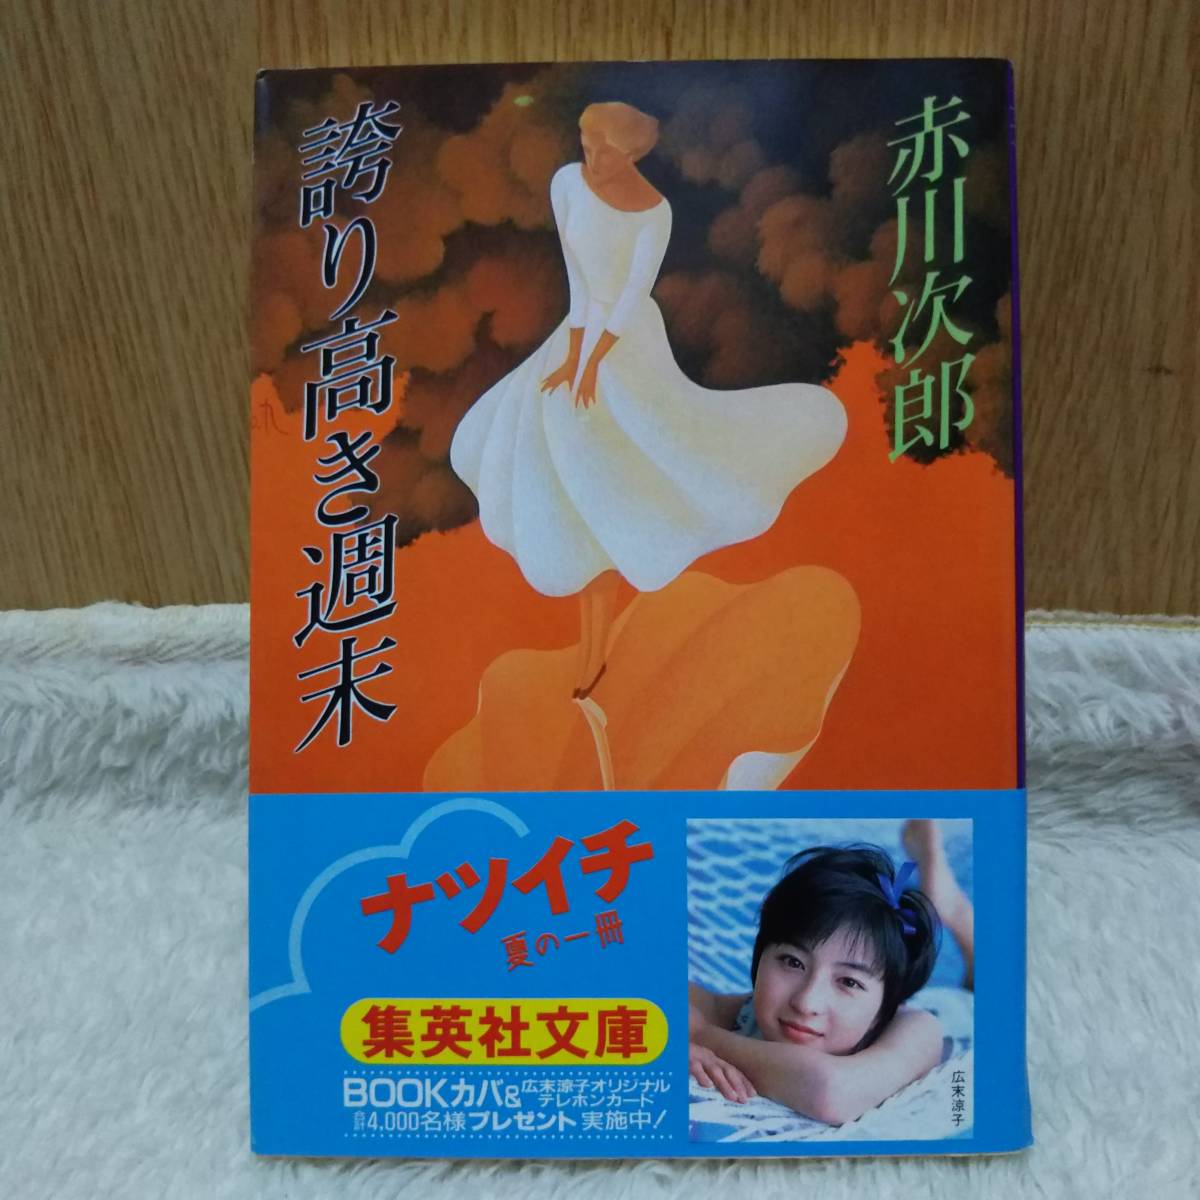 赤川次郎
誇り高き週末
ナツイチ
夏の一冊
集英社文庫
BOOKカバ&広末涼子オリジナル
テレホンカード
合計4,000名様プレゼント実施中!
広末涼子